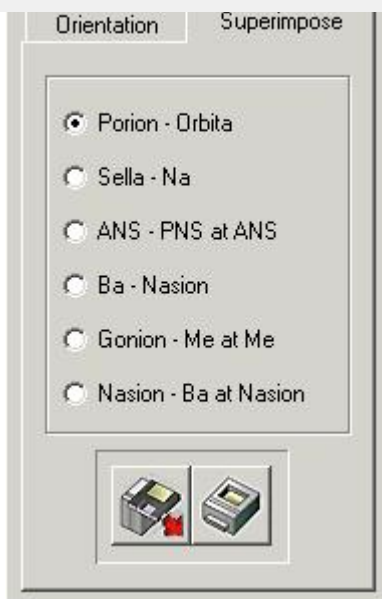 Orientation
Superimpose
Porion - Orbita
Sella - Na
ANS - PNS at ANS
Ba - Nasion
Gonion - Me at Me
Nasion - Ba at Nasion